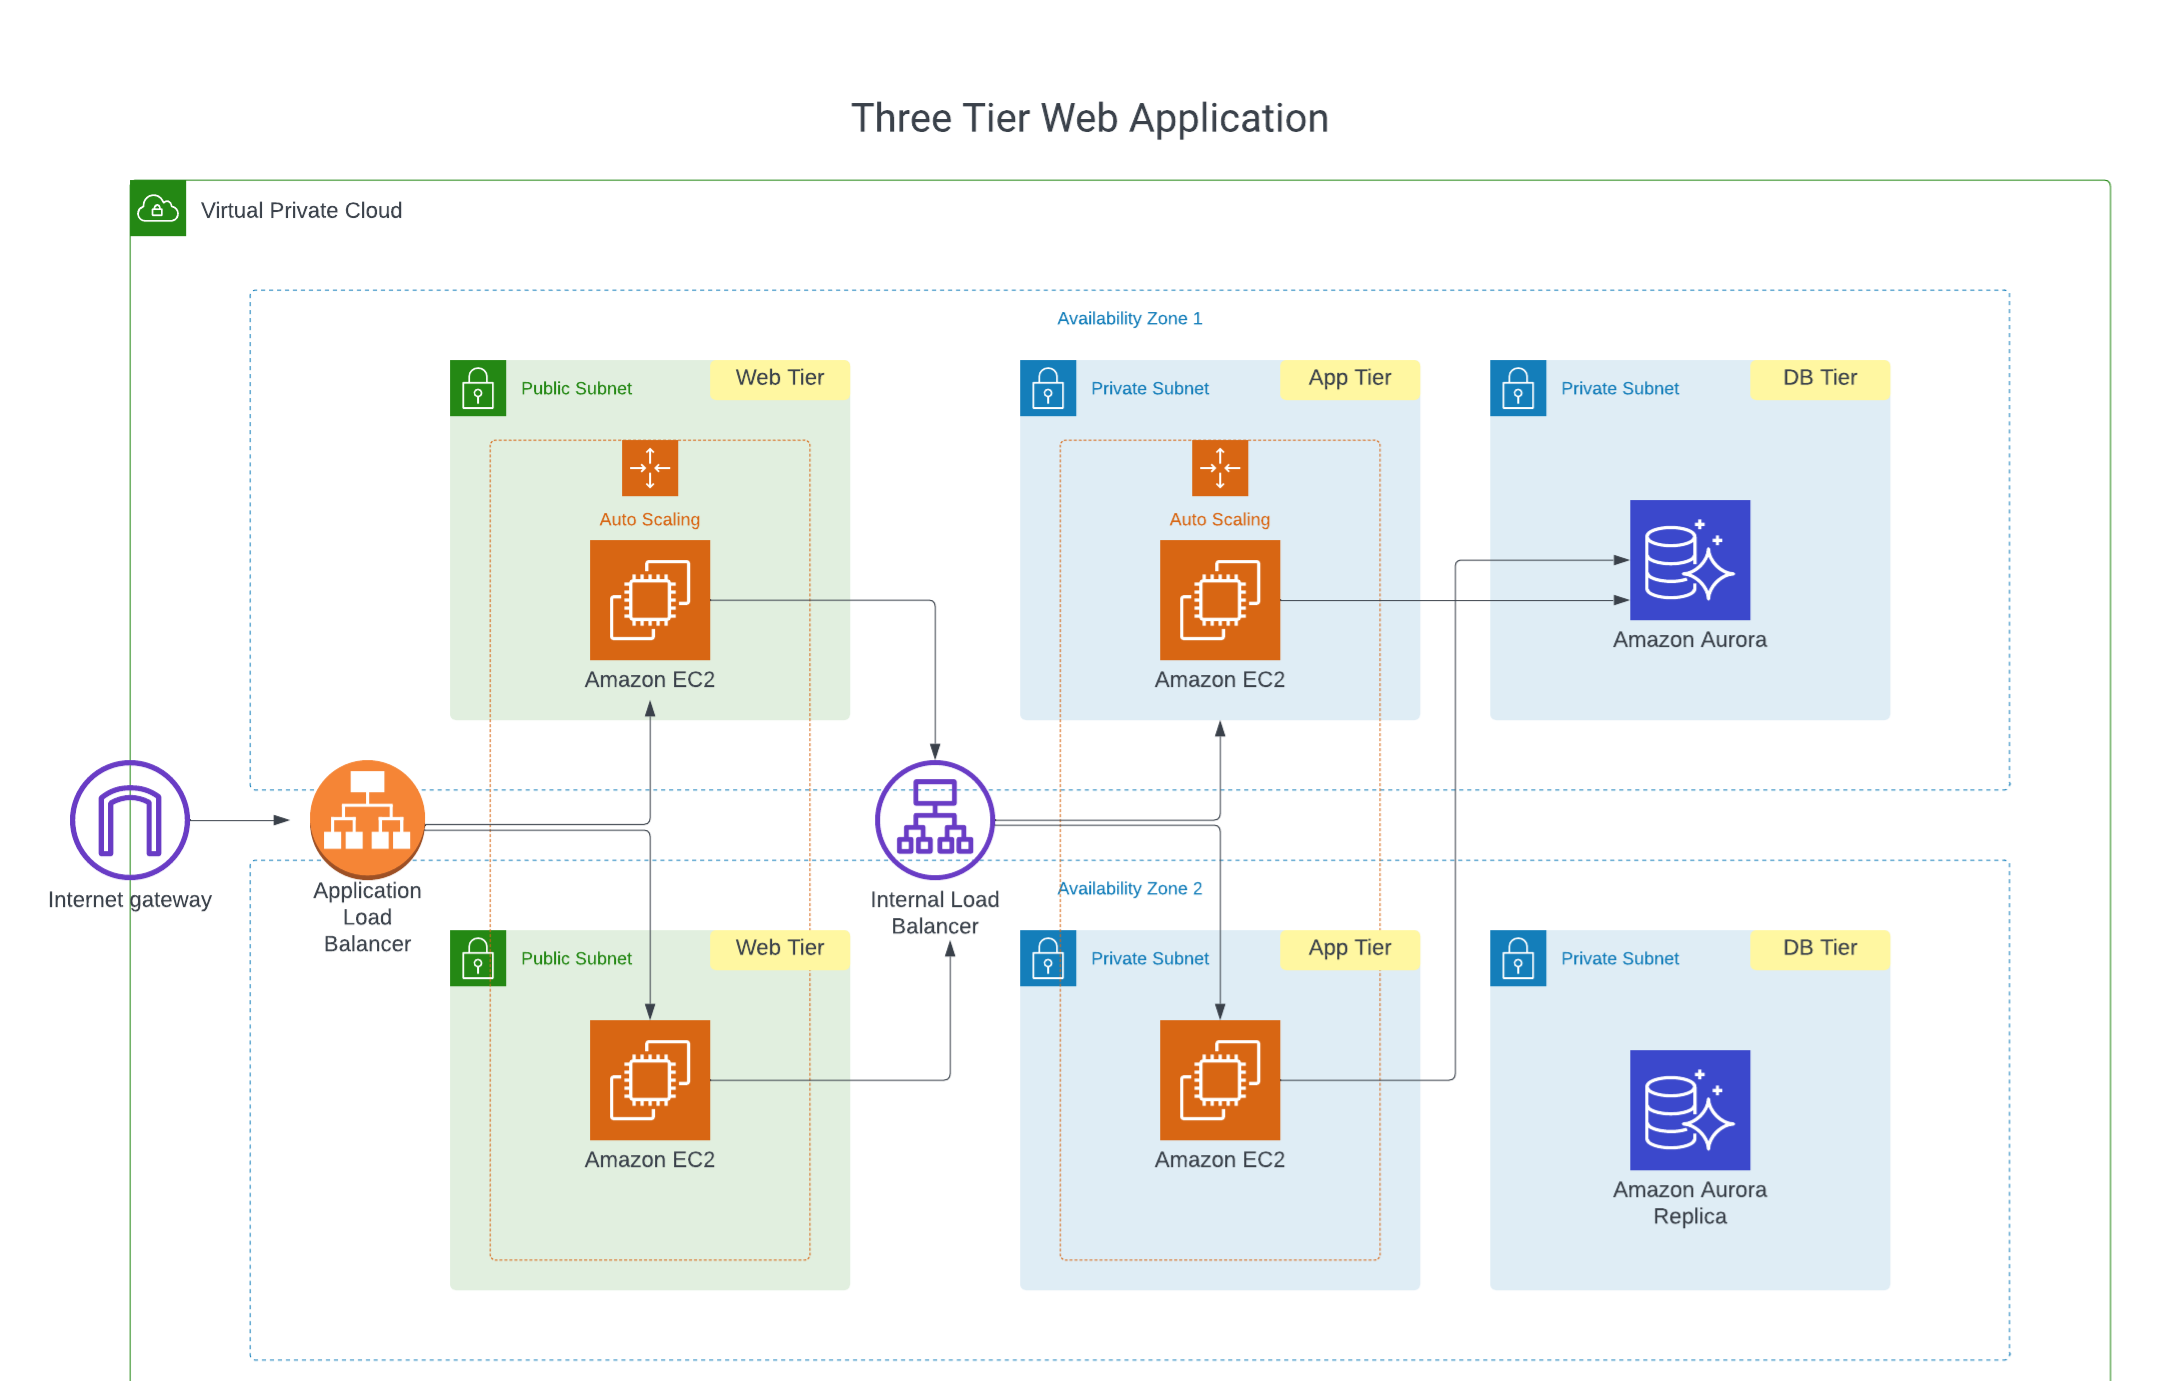 Three Tier Web Application
Virtual Private Cloud
Availability Zone 1
Public Subnet
Web Tier
Private Subnet
App Tier
Private Subnet
DB Tier
Auto Scaling
Auto Scaling
Amazon EC2
Amazon EC2
Amazon Aurora
Internet gateway
Application
Load
Balancer
Internal Load
Balancer
Availability Zone 2
Public Subnet
Web Tier
Private Subnet
App Tier
Private Subnet
DB Tier
Amazon EC2
Amazon EC2
Amazon Aurora
Replica